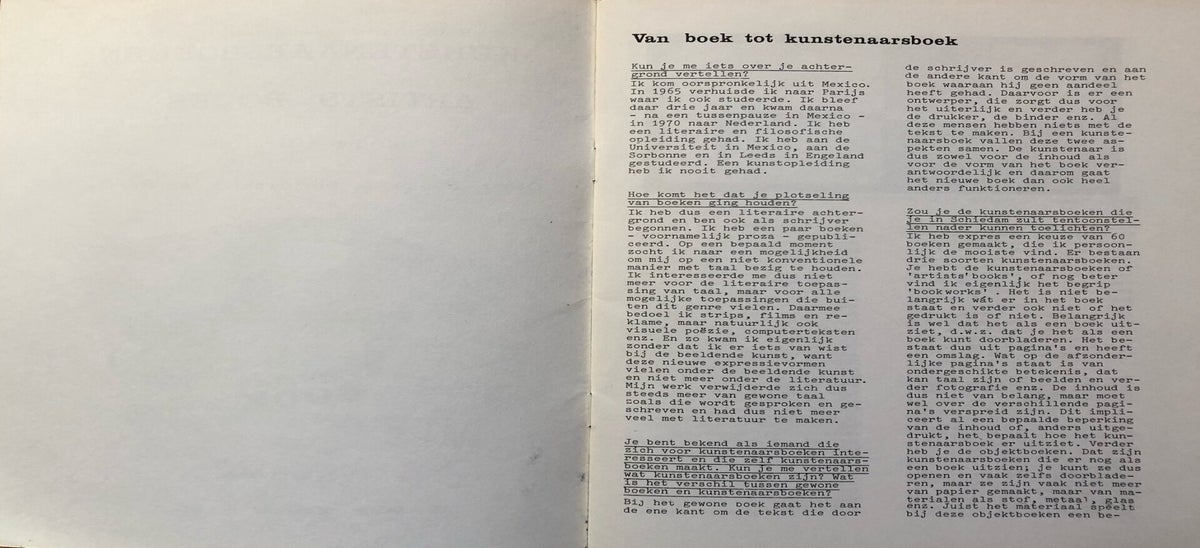 Van boek tot kunstenaarsboek
Kun je me iets over je achter-
grond vertellen?
Ik kom oorspronkelijk uit Mexico.
In 1965 verhuisde ik naar Parijs
waar ik ook studeerde. Ik bleef
daar drie jaar en kwam daarna
- na een tussenpauze in Mexico -
in 1970 naar Nederland. Ik heb
een literaire en filosofische
opleiding gehad. Ik heb aan de
Universiteit in Mexico, aan de
Sorbonne en in Leeds in Engeland
gestudeerd. Een kunstopleiding
heb ik nooit gehad.
Hoe komt het dat je plotseling
van boeken ging houden?
Ik heb dus een literaire achter-
grond en ben ook als schrijver
begonnen. Ik heb een paar boeken
- voornamelijk proza - gepubli-
ceerd. Op een bepaald moment
zocht ik naar een mogelijkheid
om mij op een niet konventionele
manier met taal bezig te houden.
Ik interesseerde me dus niet
meer voor de literaire toepas-
sing van taal, maar voor alle
mogelijke toepassingen die bui-
ten dit genre vielen. Daarmee
bedoel ik strips, films en re-
klame, maar natuurlijk ook
visuele poëzie, computerteksten
enz. En zo kwam ik eigenlijk
zonder dat ik er iets van wist
bij de beeldende kunst, want
deze nieuwe expressievormen
vielen onder de beeldende kunst
en niet meer onder de literatuur.
Mijn werk verwijderde zich dus
steeds meer van gewone taal
zoals die wordt gesproken en ge-
schreven en had dus niet meer
veel met literatuur te maken.
Je bent bekend als iemand die
zich voor kunstenaarsboeken inte-
resseert en die zelf kunstenaars-
boeken maakt. Kun je me vertellen
wat kunstenaarsboeken zijn? Wat
is het verschil tussen gewone
boeken en kunstenaarsboeken?
Bij het gewone boek gaat het aan
de ene kant om de tekst die door
de schrijver is geschreven en aan
de andere kant om de vorm van het
boek waaraan hij geen aandeel
heeft gehad. Daarvoor is er een
ontwerper, die zorgt dus voor
het uiterlijk en verder heb je
de drukker, de binder enz. Al
deze mensen hebben niets met de
tekst te maken. Bij een kunste-
naarsboek vallen deze twee as-
pekten samen. De kunstenaar is
dus zowel voor de inhoud als
voor de vorm van het boek ver-
antwoordelijk en daarom gaat
het nieuwe boek dan ook heel
anders funktioneren.
Zou je de kunstenaarsboeken die
je in Schiedam zult tentoonstel-
len nader kunnen toelichten?
Ik heb expres een keuze van 60
boeken gemaakt, die ik persoon-
lijk de mooiste vind. Er bestaan
drie soorten kunstenaarsboeken.
Je hebt de kunstenaarsboeken of
'artists'books', of nog beter
vind ik eigenlijk het begrip
'bookworks'. Het is niet be-
langrijk wát er in het boek
staat en verder ook niet of het
gedrukt is of niet. Belangrijk
is wel dat het als een boek uit-
ziet, d.w.z. dat je het als een
boek kunt doorbladeren. Het be-
staat dus uit pagina's en heeft
een omslag. Wat op de afzonder-
lijke pagina's staat is van
ondergeschikte betekenis, dat
kan taal zijn of beelden en ver-
der fotografie enz. De inhoud is
dus niet van belang, maar moet
wel over de verschillende pagi-
na's verspreid zijn. Dit impli-
ceert al een bepaalde beperking
van de inhoud of, anders uitge-
drukt, het bepaalt hoe het kun-
stenaarsboek er uitziet. Verder
heb je de objektboeken. Dat zijn
kunstenaarsboeken die er nog als
een boek uitzien; je kunt ze dus
openen en vaak zelfs doorblade-
ren, maar ze zijn vaak niet meer
van papier gemaakt, maar van ma-
terialen als stof, metaal, glas
enz. Juist het materiaal speelt
bij deze objektboeken een be-